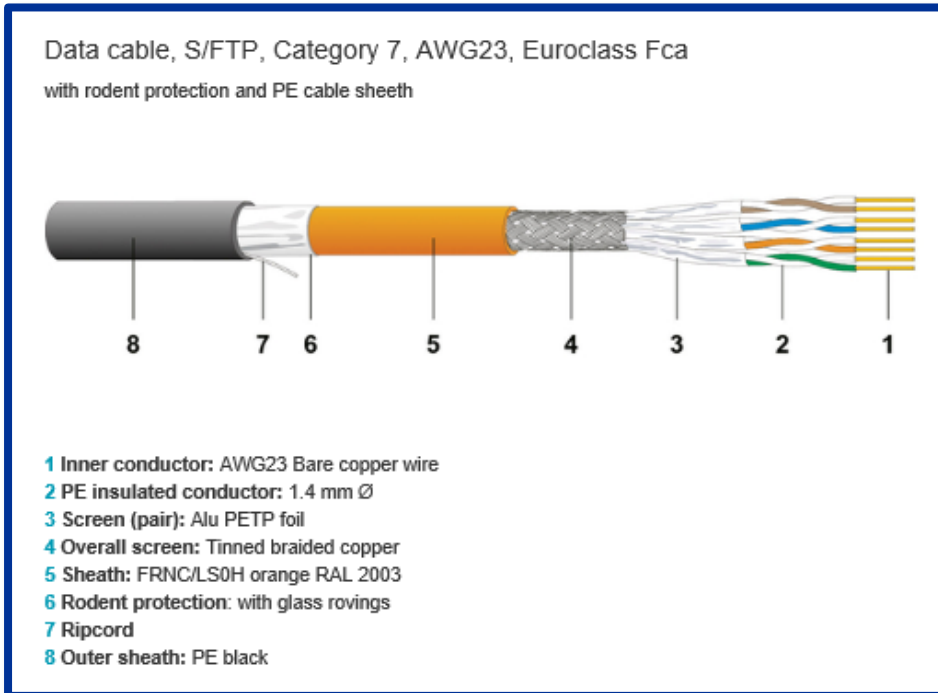 Data cable, S/FTP, Category 7, AWG23, Euroclass Fca
with rodent protection and PE cable sheeth
8 7 6 5 4 3 2 1
1 Inner conductor: AWG23 Bare copper wire
2 PE insulated conductor: 1.4 mm Ø
3 Screen (pair): Alu PETP foil
4 Overall screen: Tinned braided copper
5 Sheath: FRNC/LS0H orange RAL 2003
6 Rodent protection: with glass rovings
7 Ripcord
8 Outer sheath: PE black